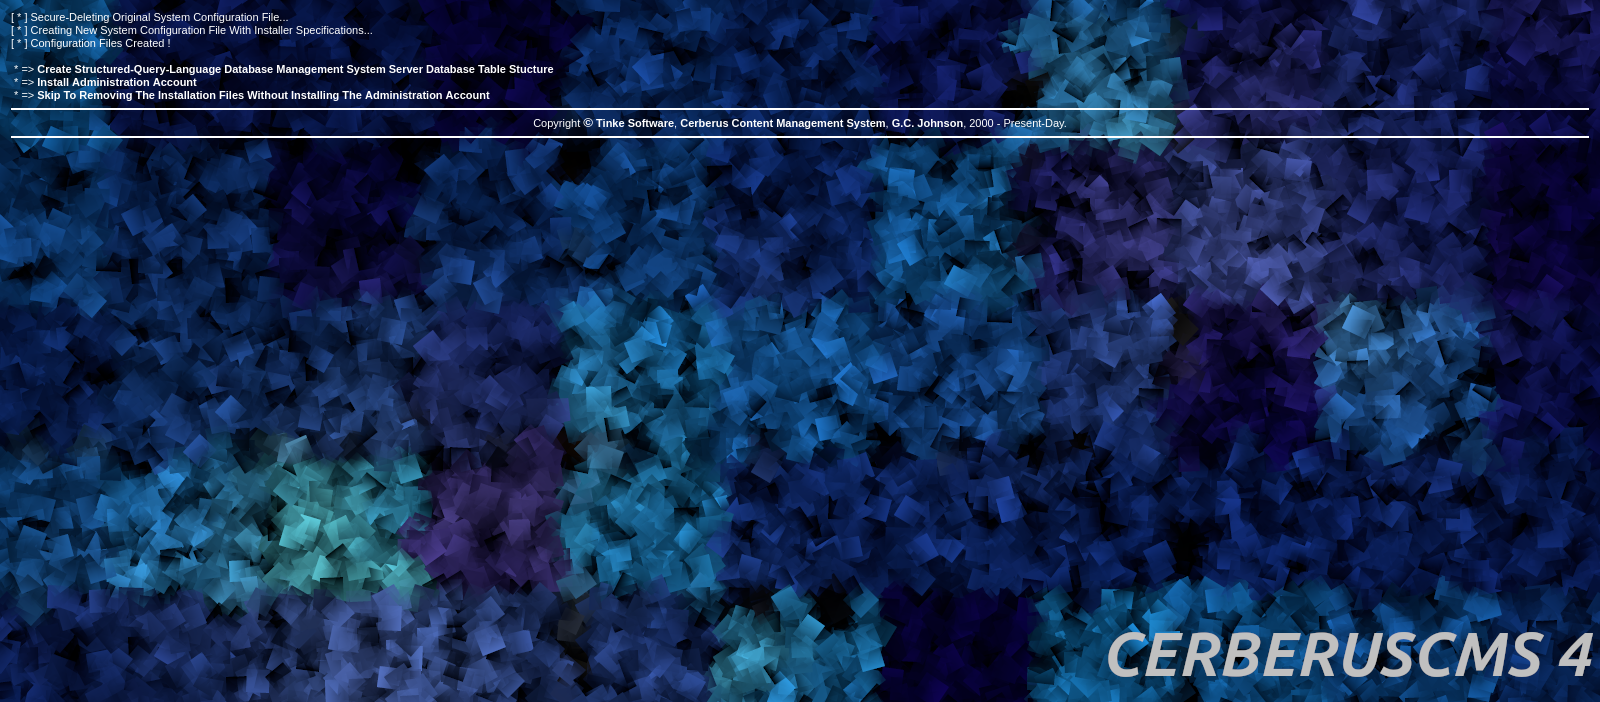 [ * ] Secure-Deleting Original System Configuration File...
[ * ] Creating New System Configuration File With Installer Specifications...
[ * ] Configuration Files Created !
* => Create Structured-Query-Language Database Management System Server Database Table Stucture
* => Install Administration Account
* => Skip To Removing The Installation Files Without Installing The Administration Account
Copyright © Tinke Software, Cerberus Content Management System, G.C. Johnson, 2000 - Present-Day.
CERBERUSCMS 4